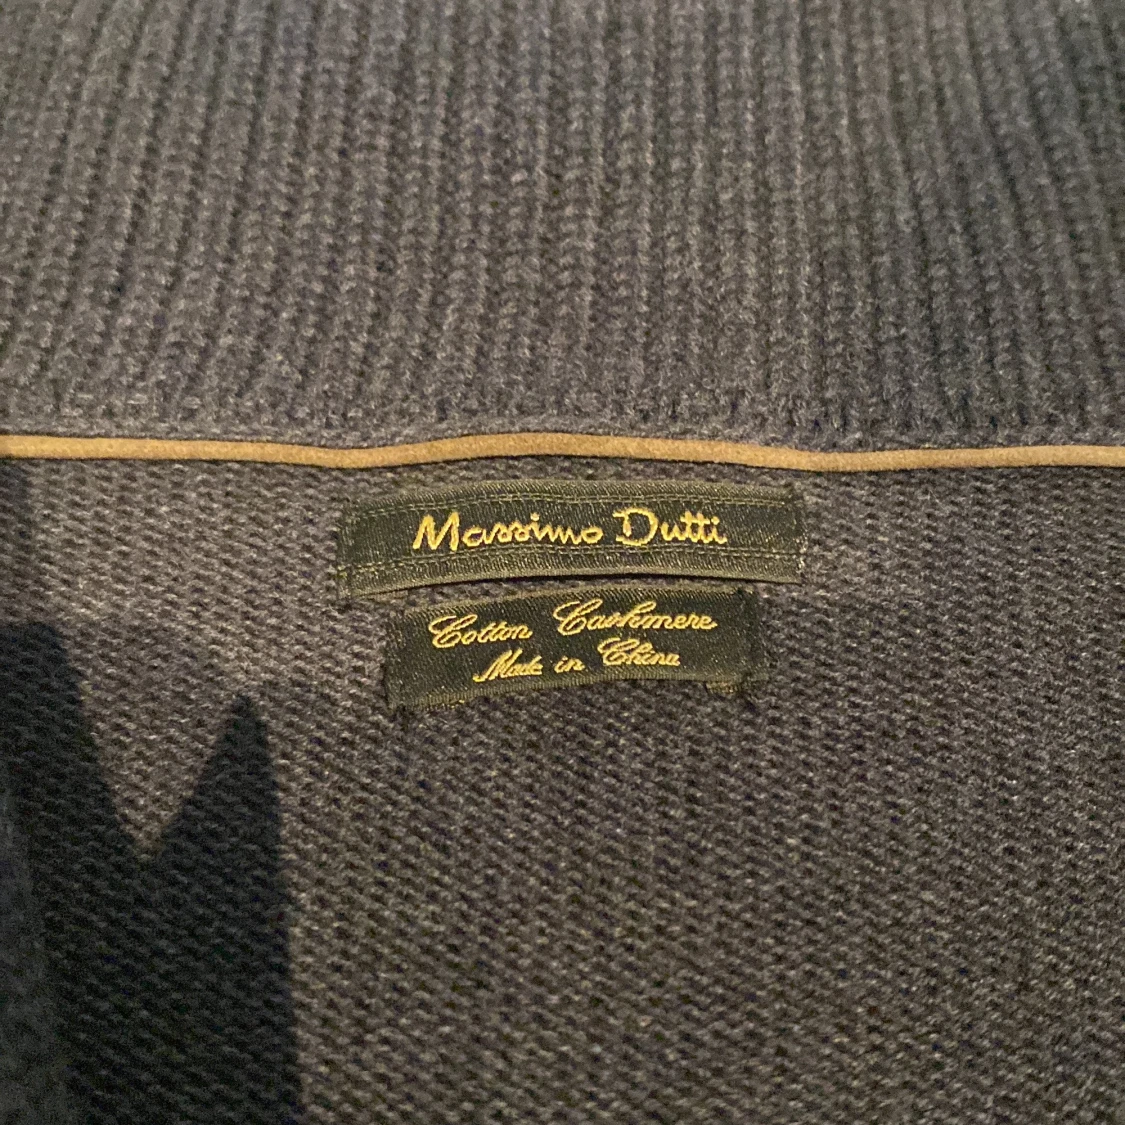 Massimo Dutti
Cotton Cashmere
Made in China